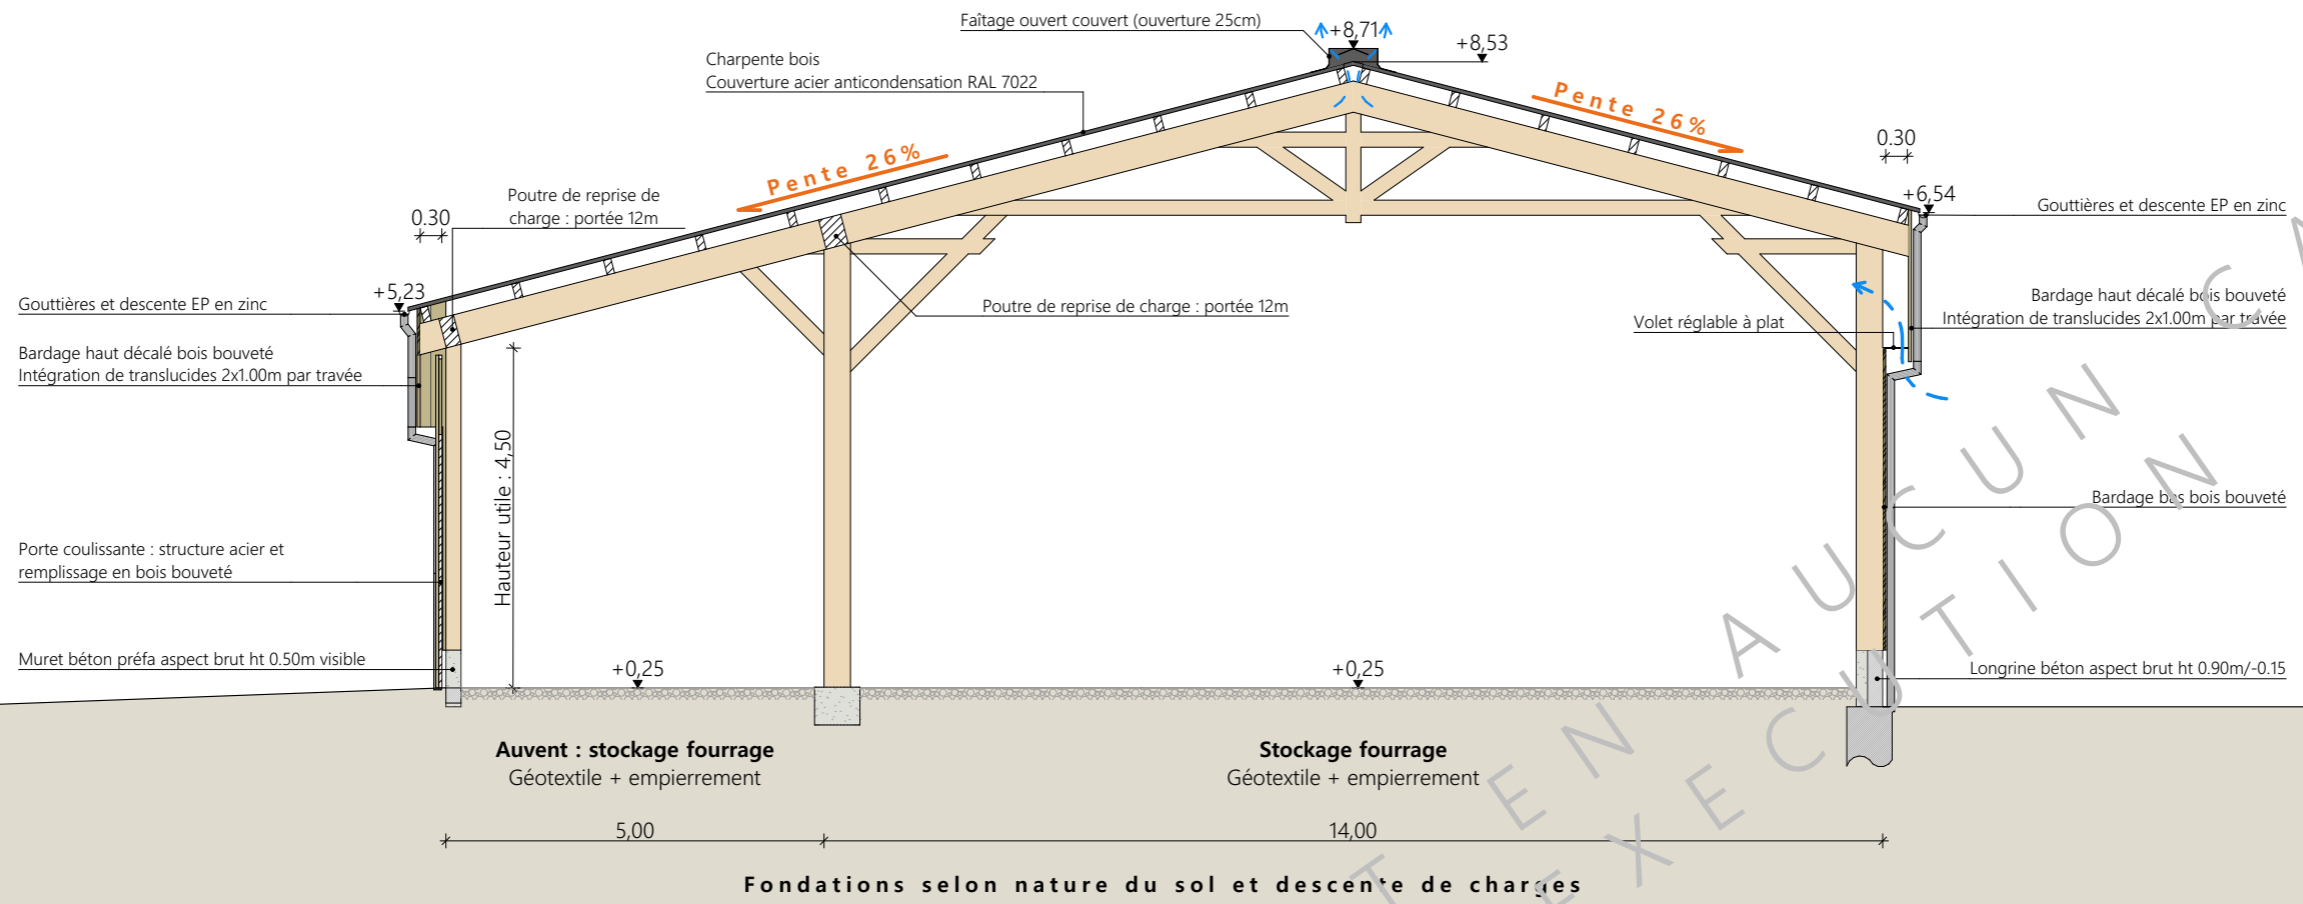 Faîtage ouvert couvert (ouverture 25cm)
+8,71
+8,53
Charpente bois
Couverture acier anticondensation RAL 7022
Pente 26%
Pente 26%
0.30
+6,54
Gouttières et descente EP en zinc
Poutre de reprise de
charge : portée 12m
0.30
+5,23
Gouttières et descente EP en zinc
Poutre de reprise de charge : portée 12m
Bardage haut décalé bois bouveté
Intégration de translucides 2x1.00m par travée
Volet réglable à plat
Bardage haut décalé bois bouveté
Intégration de translucides 2x1.00m par travée
Hauteur utile : 4,50
Bardage bas bois bouveté
Porte coulissante : structure acier et
remplissage en bois bouveté
Muret béton préfa aspect brut ht 0.50m visible
+0,25
+0,25
Longrine béton aspect brut ht 0.90m/-0.15
Auvent : stockage fourrage
Géotextile + empierrement
Stockage fourrage
Géotextile + empierrement
5,00
14,00
Fondations selon nature du sol et descente de charges
EN AUCUN CA
EXECUTION